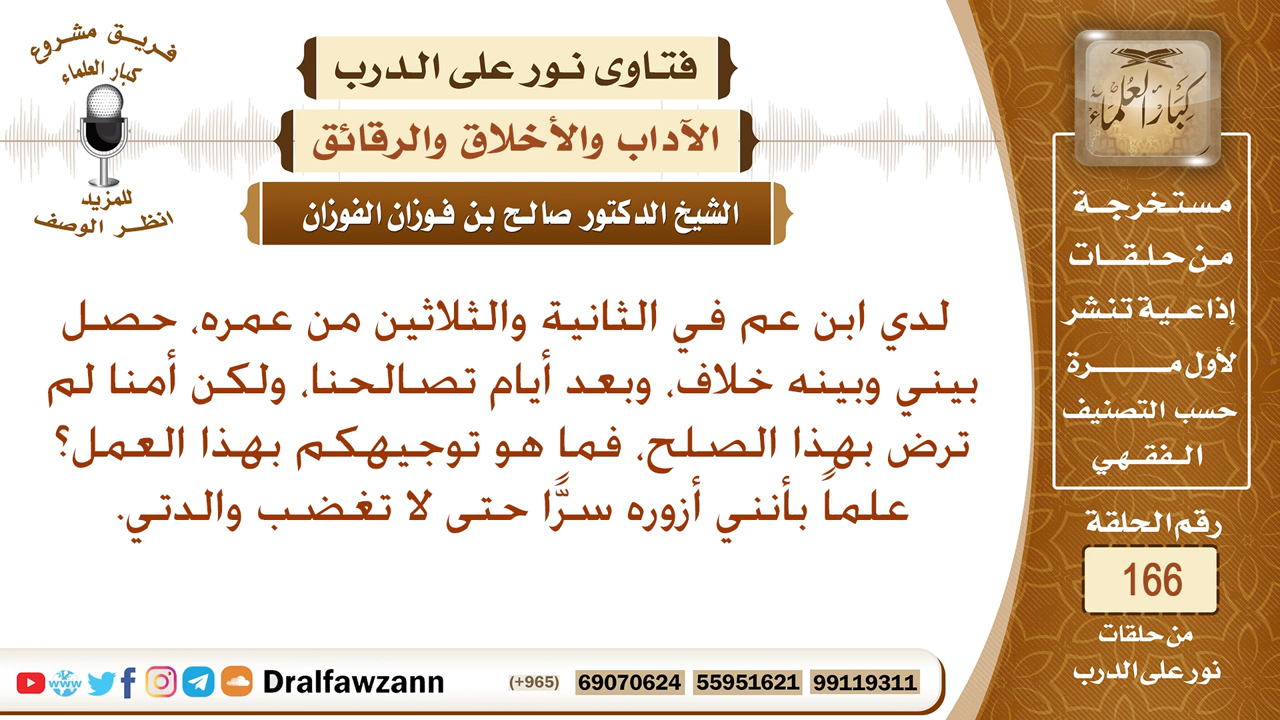 فريق مشروع
كبار العلماء
للمزيد
انظر الوصف
فتاوى نور على الدرب
الآداب والأخلاق والرقائق
الشيخ الدكتور صالح بن فوزان الفوزان
لدي ابن عم في الثانية والثلاثين من عمره، حصل
بيني وبينه خلاف، وبعد أيام تصالحنا، ولكن أمنا لم
ترض بهذا الصلح، فما هو توجيهكم بهذا العمل؟
علماً بأنني أزوره سرًّا حتى لا تغضب والدتي.
كبار العلماء
مستخرجة
من حلقات
إذاعية تنشر
لأول مرة
حسب التصنيف
الفقهي
رقم الحلقة
166
من حلقات
نور على الدرب
www Dralfawzann (+965) 69070624 55951621 99119311